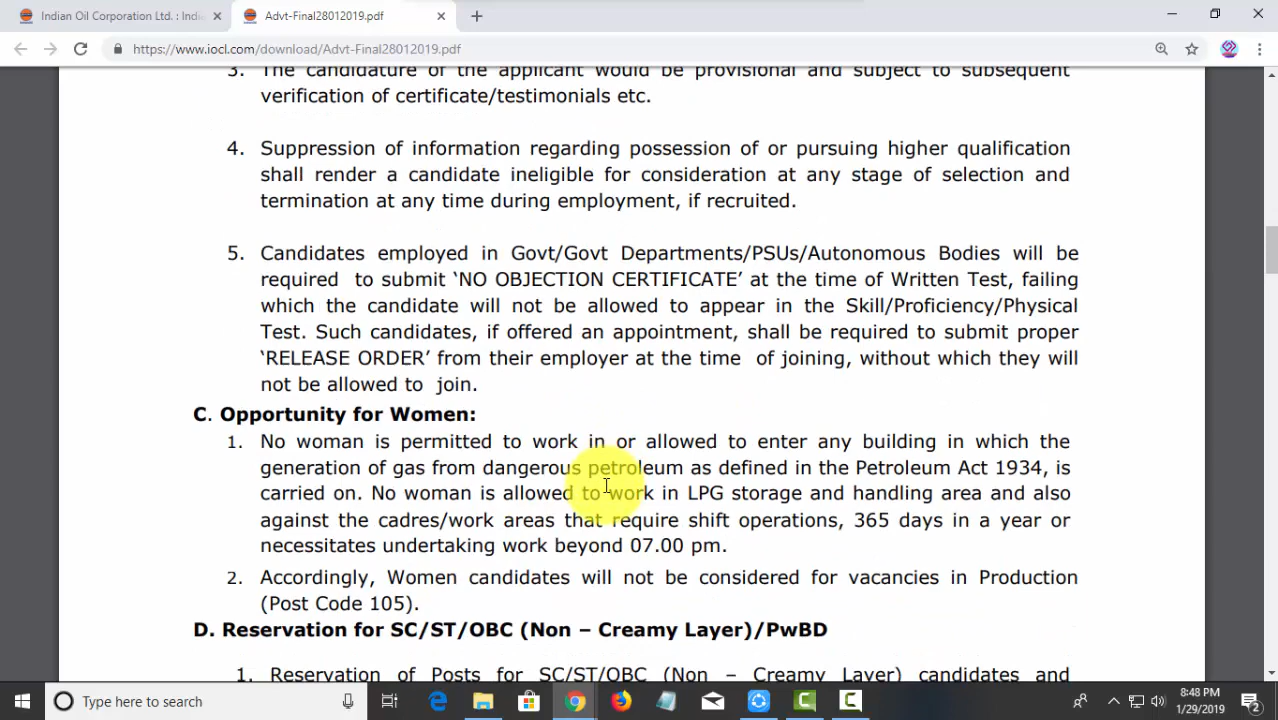 Indian Oil Corporation Ltd. : Indi
Advt-Final28012019.pdf
https://www.iocl.com/download/Advt-Final28012019.pdf
3. The candidature of the applicant would be provisional and subject to subsequent
verification of certificate/testimonials etc.
4. Suppression of information regarding possession of or pursuing higher qualification
shall render a candidate ineligible for consideration at any stage of selection and
termination at any time during employment, if recruited.
5. Candidates employed in Govt/Govt Departments/PSUs/Autonomous Bodies will be
required to submit ‘NO OBJECTION CERTIFICATE’ at the time of Written Test, failing
which the candidate will not be allowed to appear in the Skill/Proficiency/Physical
Test. Such candidates, if offered an appointment, shall be required to submit proper
‘RELEASE ORDER’ from their employer at the time of joining, without which they will
not be allowed to join.
C. Opportunity for Women:
1. No woman is permitted to work in or allowed to enter any building in which the
generation of gas from dangerous petroleum as defined in the Petroleum Act 1934, is
carried on. No woman is allowed to work in LPG storage and handling area and also
against the cadres/work areas that require shift operations, 365 days in a year or
necessitates undertaking work beyond 07.00 pm.
2. Accordingly, Women candidates will not be considered for vacancies in Production
(Post Code 105).
D. Reservation for SC/ST/OBC (Non – Creamy Layer)/PwBD
1. Reservation of Posts for SC/ST/OBC (Non – Creamy Layer) candidates and
Type here to search
8:48 PM
1/29/2019
2